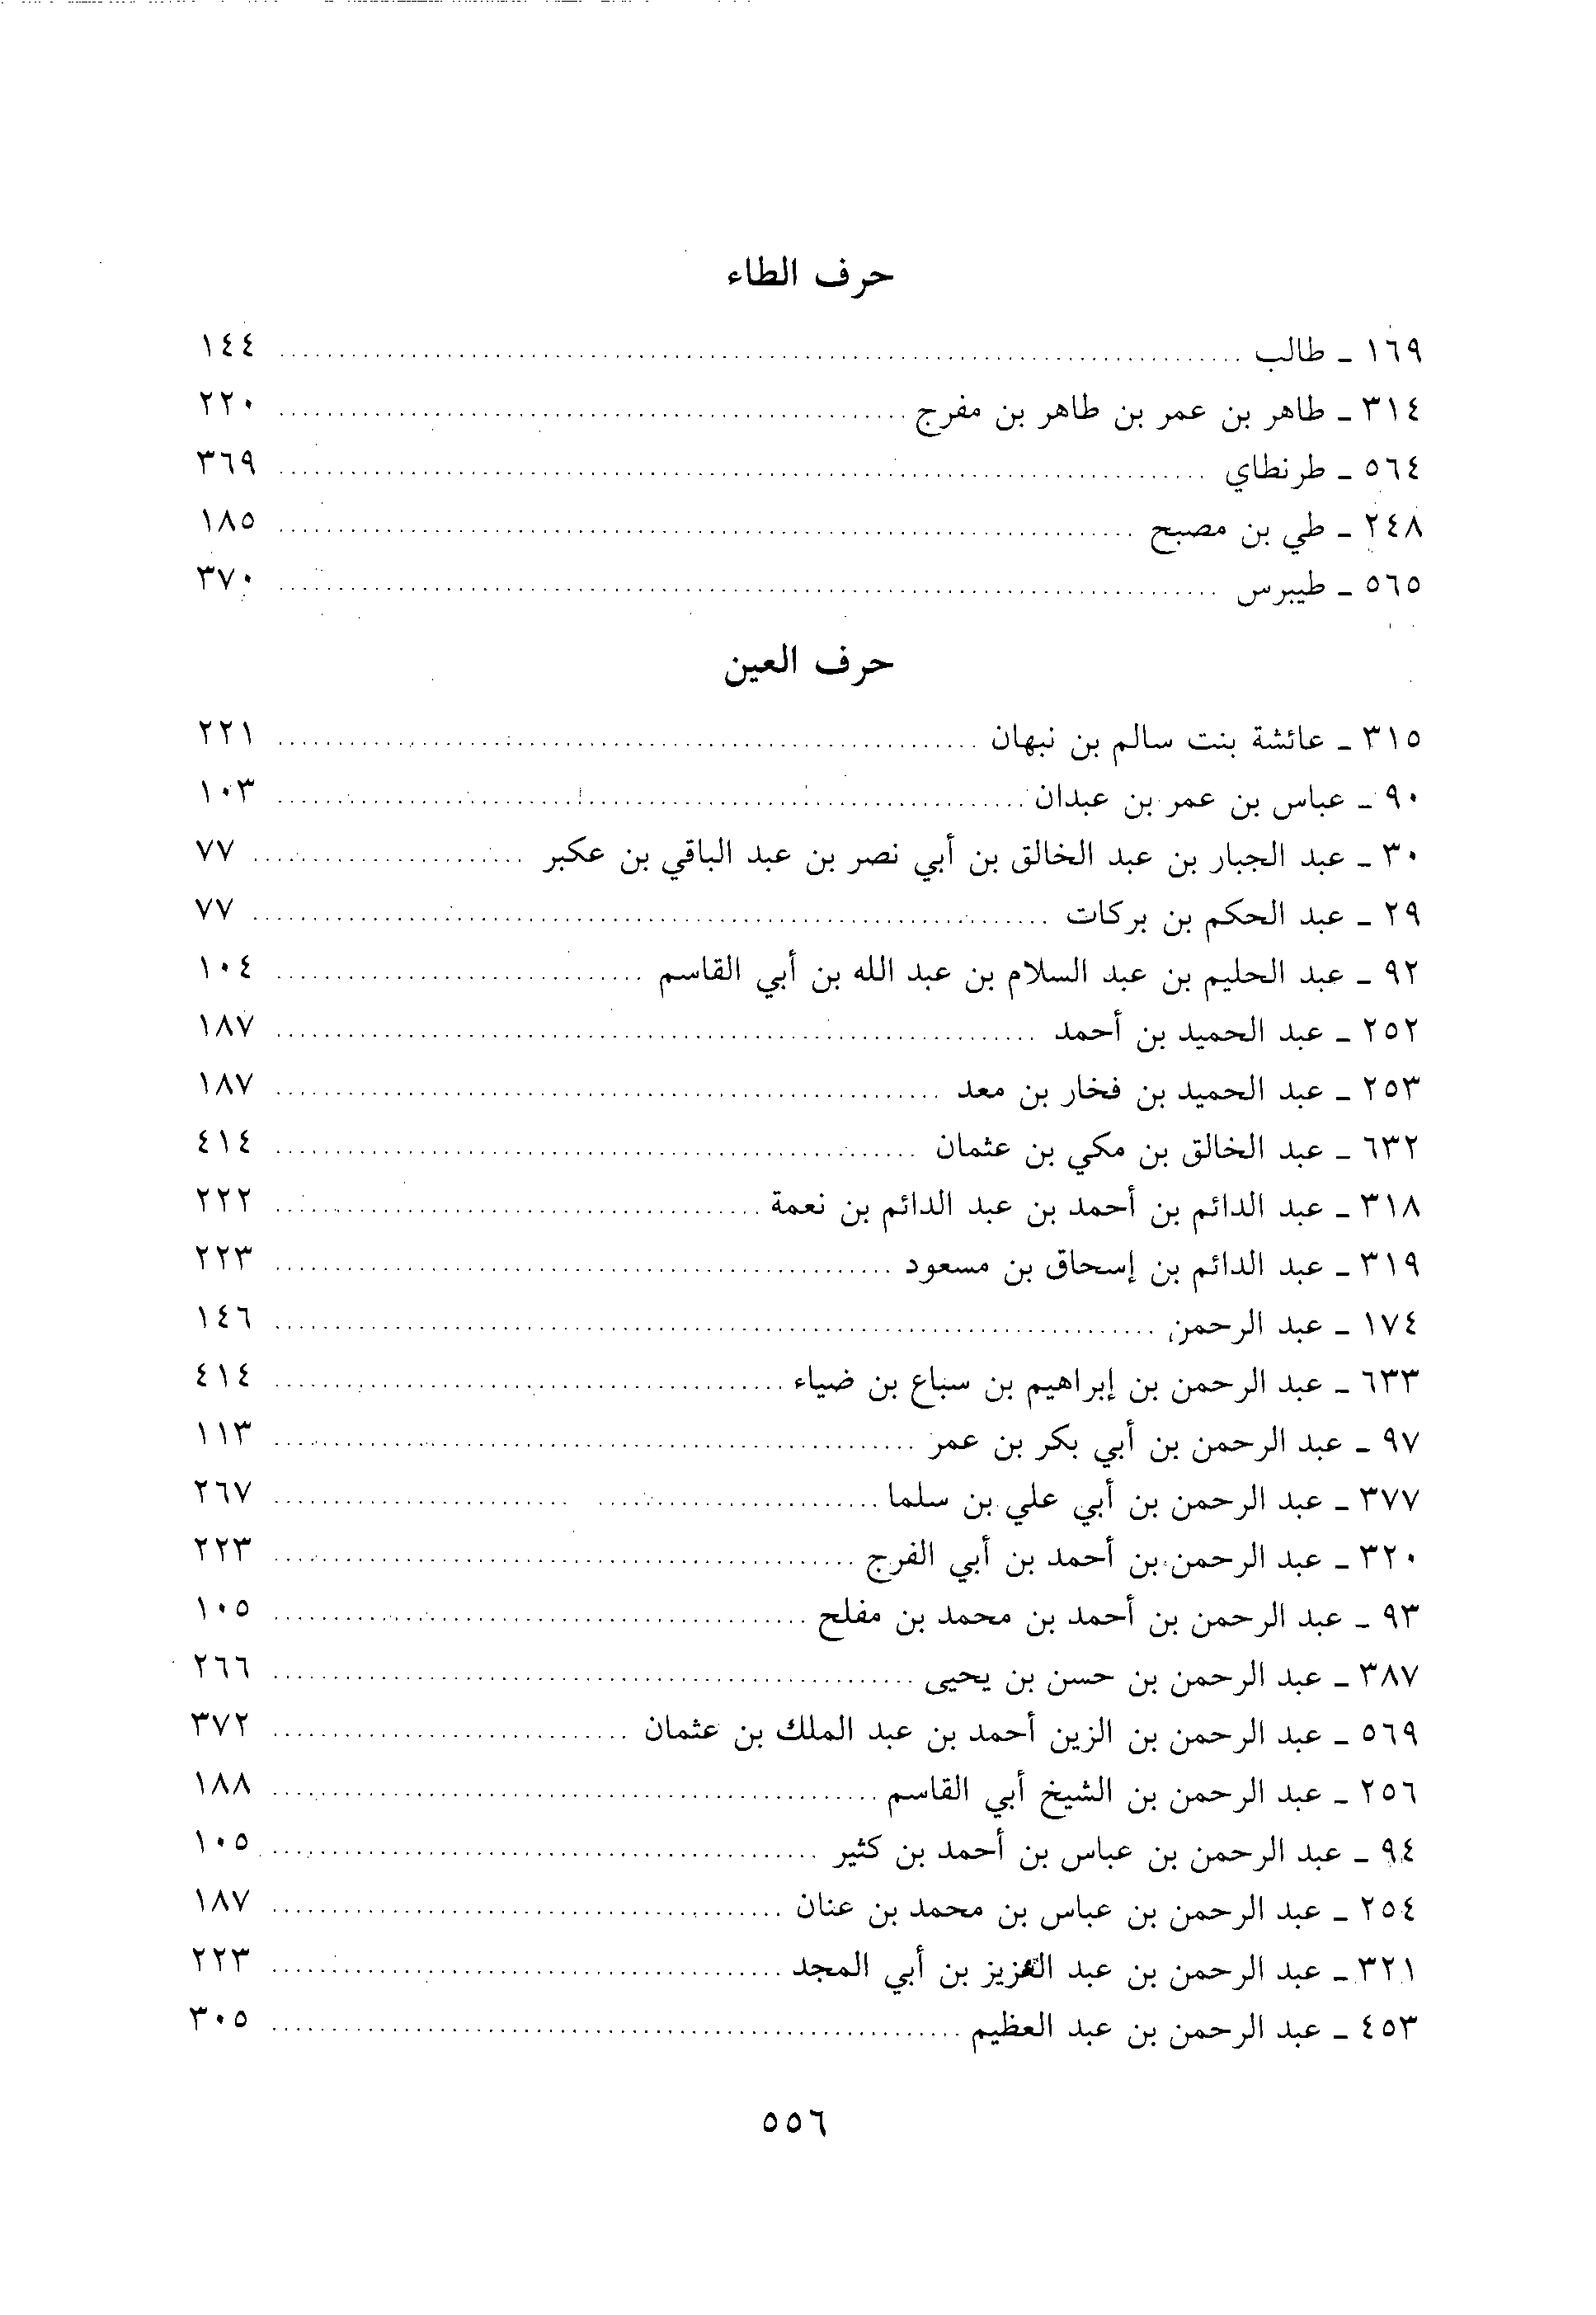 حرف الطاء
١٦٩ ـ طالب ........ ١٤٤
٣١٤ ـ طاهر بن عمر بن طاهر بن مفرج ........ ٢٢٠
٥٦٤ ـ طرنطاي ........ ٣٦٩
٢٤٨ ـ طي بن مصبح ........ ١٨٥
٥٦٥ ـ طيبرس ........ ٣٧٠
حرف العين
٣١٥ ـ عائشة بنت سالم بن نبهان ........ ٢٢١
٩٠ ـ عباس بن عمر بن عبدان ........ ١٠٣
٣٠ ـ عبد الجبار بن عبد الخالق بن أبي نصر بن عبد الباقي بن عكبر ........ ٧٧
٢٩ ـ عبد الحكم بن بركات ........ ٧٧
٩٢ ـ عبد الحليم بن عبد السلام بن عبد الله بن أبي القاسم ........ ١٠٤
٢٥٢ ـ عبد الحميد بن أحمد ........ ١٨٧
٢٥٣ ـ عبد الحميد بن فخار بن معد ........ ١٨٧
٦٣٢ ـ عبد الخالق بن مكي بن عثمان ........ ٤١٤
٣١٨ ـ عبد الدائم بن أحمد بن عبد الدائم بن نعمة ........ ٢٢٢
٣١٩ ـ عبد الدائم بن إسحاق بن مسعود ........ ٢٢٣
١٧٤ ـ عبد الرحمن ........ ١٤٦
٦٣٣ ـ عبد الرحمن بن إبراهيم بن سباع بن ضياء ........ ٤١٤
٩٧ ـ عبد الرحمن بن أبي بكر بن عمر ........ ١١٣
٣٧٧ ـ عبد الرحمن بن أبي علي بن سلما ........ ٢٦٧
٣٢٠ ـ عبد الرحمن بن أحمد بن أبي الفرج ........ ٢٢٣
٩٣ ـ عبد الرحمن بن أحمد بن محمد بن مفلح ........ ١٠٥
٣٨٧ ـ عبد الرحمن بن حسن بن يحيى ........ ٢٦٦
٥٦٩ ـ عبد الرحمن بن الزين أحمد بن عبد الملك بن عثمان ........ ٣٧٢
٢٥٦ ـ عبد الرحمن بن الشيخ أبي القاسم ........ ١٨٨
٩٤ ـ عبد الرحمن بن عباس بن أحمد بن كثير ........ ١٠٥
٢٥٤ ـ عبد الرحمن بن عباس بن محمد بن عنان ........ ١٨٧
٣٢١ ـ عبد الرحمن بن عبد العزيز بن أبي المجد ........ ٢٢٣
٤٥٣ ـ عبد الرحمن بن عبد العظيم ........ ٣٠٥
٥٥٦